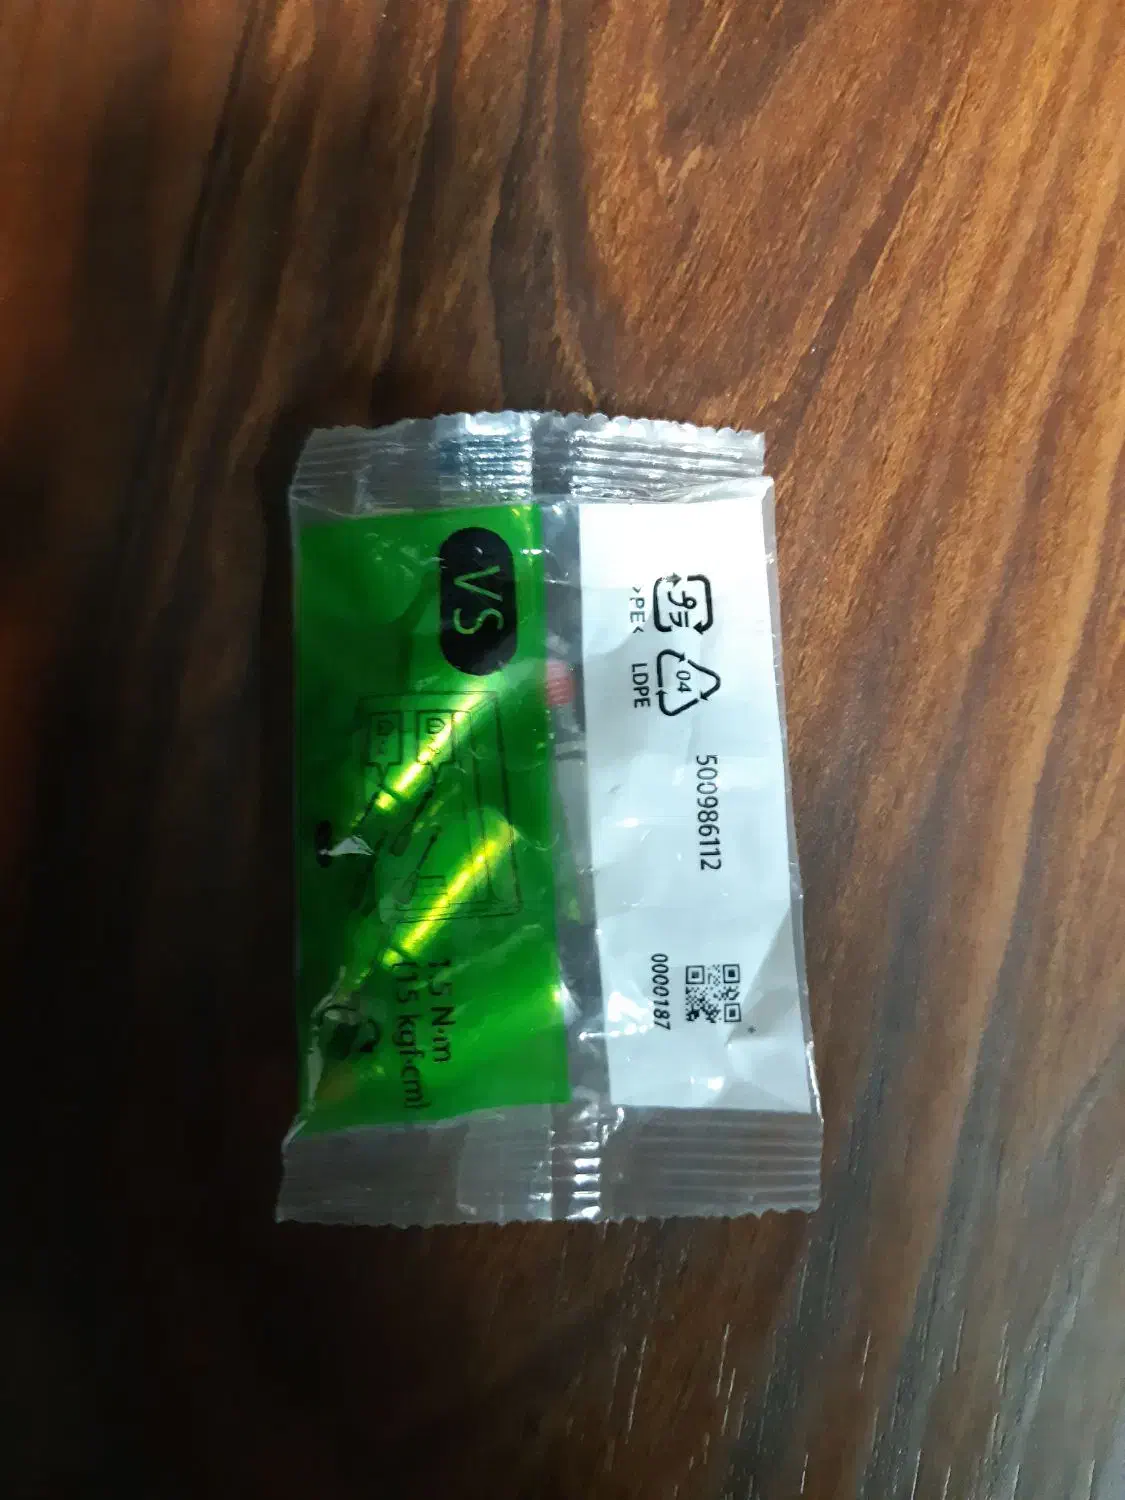 VS
1.5 N·m
(15 kgf·cm)
プラ
>PE<
04
LDPE
500986112
0000187